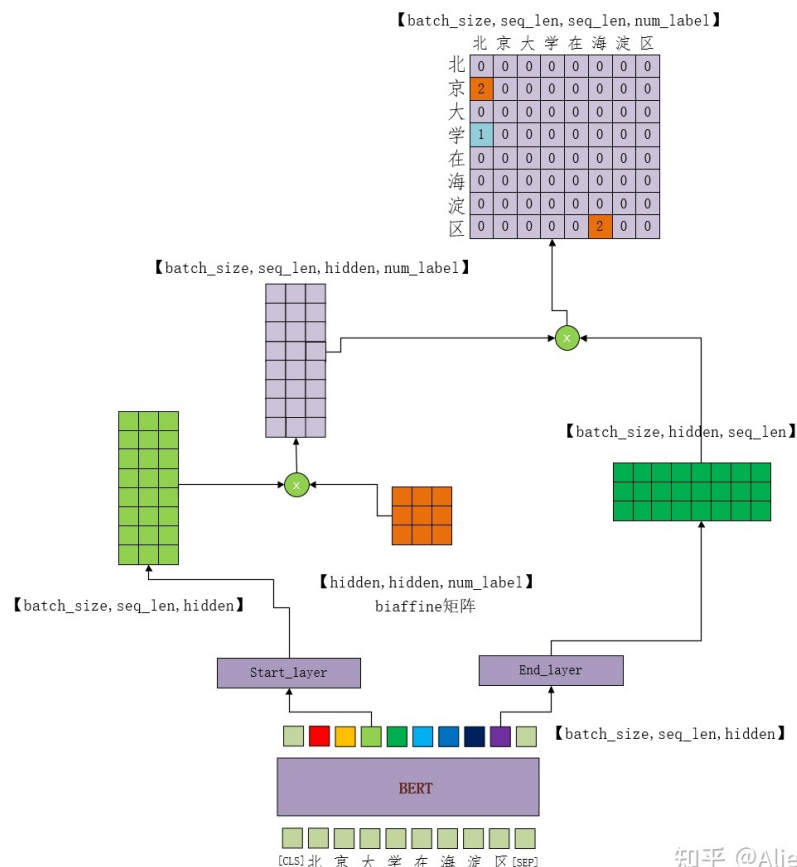 【batch_size,seq_len,seq_len,num_label】
北 京 大 学 在 海 淀 区
北 0 0 0 0 0 0 0 0
京 2 0 0 0 0 0 0 0
大 0 0 0 0 0 0 0 0
学 1 0 0 0 0 0 0 0
在 0 0 0 0 0 0 0 0
海 0 0 0 0 0 0 0 0
淀 0 0 0 0 0 0 0 0
区 0 0 0 0 0 2 0 0
【batch_size,seq_len,hidden,num_label】
x
【batch_size,hidden,seq_len】
x
【hidden,hidden,num_label】
biaffine矩阵
【batch_size,seq_len,hidden】
Start_layer
End_layer
【batch_size,seq_len,hidden】
BERT
[CLS] 北 京 大 学 在 海 淀 区 [SEP]
知乎 @Alie